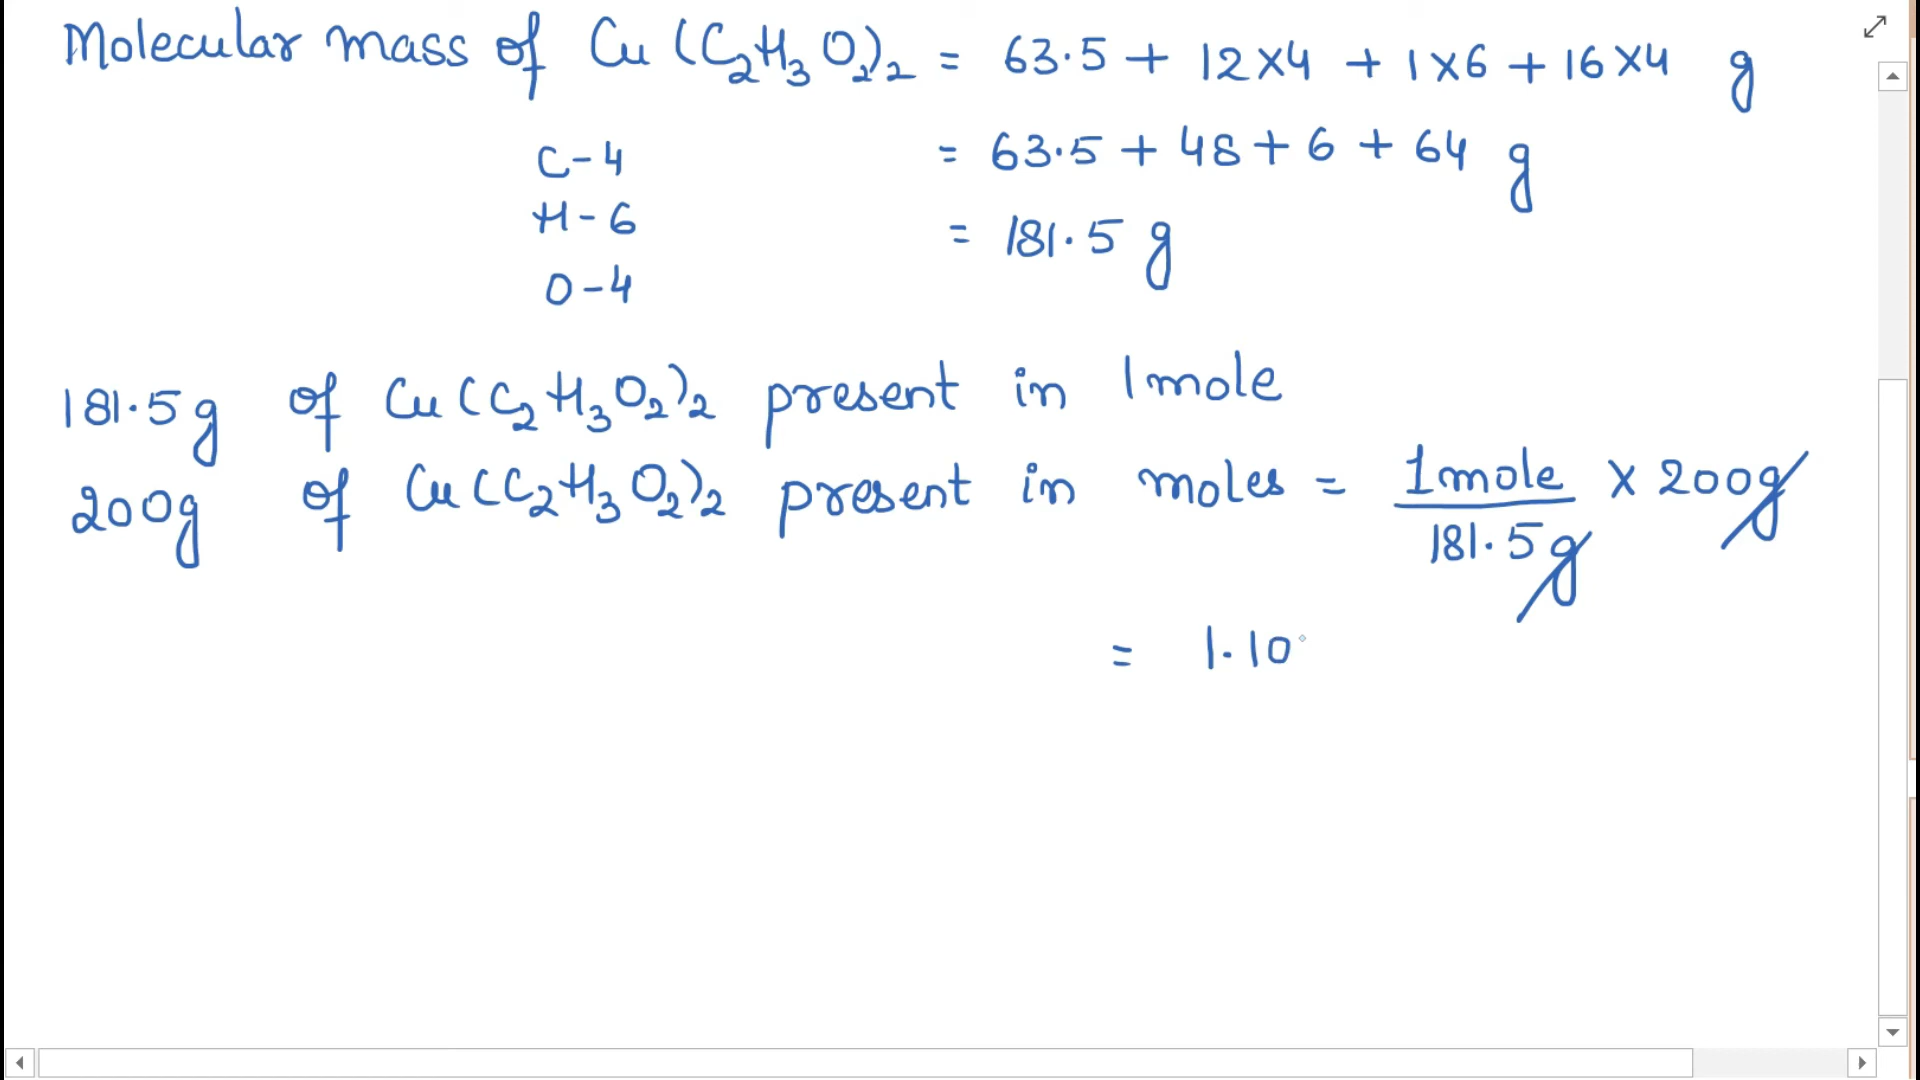 Molecular mass of Cu(C₂H₃O₂)₂ = 63.5 + 12×4 + 1×6 + 16×4 g
C-4 = 63.5 + 48 + 6 + 64 g
H-6 = 181.5 g
O-4
181.5g of Cu(C₂H₃O₂)₂ present in 1mole
200g of Cu(C₂H₃O₂)₂ present in moles = 1mole/181.5g × 200g
= 1.10